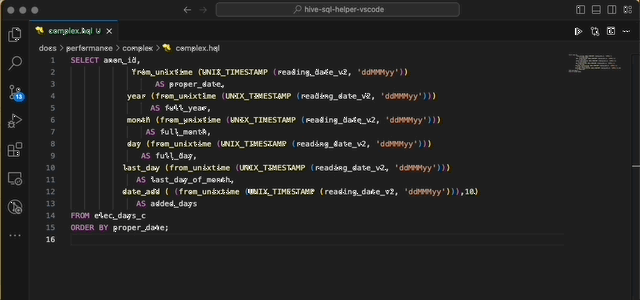 hive-sql-helper-vscode
complex.hql U
docs > performance > complex > complex.hql
1 SELECT anon_id,
2 from_unixtime (UNIX_TIMESTAMP (reading_date_v2, 'ddMMMyy'))
3 AS proper_date,
4 year (from_unixtime (UNIX_TIMESTAMP (reading_date_v2, 'ddMMMyy')))
5 AS full_year,
6 month (from_unixtime (UNIX_TIMESTAMP (reading_date_v2, 'ddMMMyy')))
7 AS full_month,
8 day (from_unixtime (UNIX_TIMESTAMP (reading_date_v2, 'ddMMMyy')))
9 AS full_day,
10 last_day (from_unixtime (UNIX_TIMESTAMP (reading_date_v2, 'ddMMMyy')))
11 AS last_day_of_month,
12 date_add ( (from_unixtime (UNIX_TIMESTAMP (reading_date_v2, 'ddMMMyy'))),10)
13 AS added_days
14 FROM elec_days_c
15 ORDER BY proper_date;
16
13